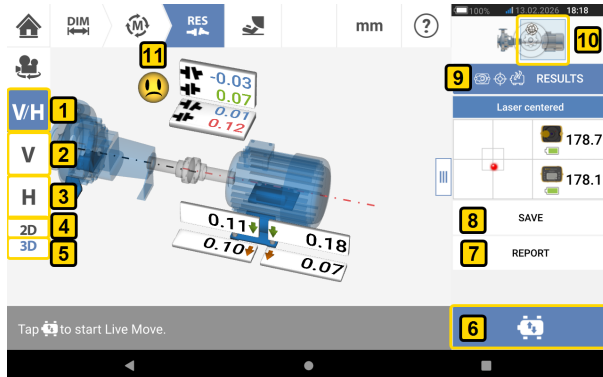 DIM
(M)
RES
mm
?
100%
13.02.2026 18:18
11
10
-0.03
0.07
0.01
0.12
9
RESULTS
V/H
1
Laser centered
V
2
178.7
H
3
178.1
2D
4
3D
5
0.11
0.18
0.10
0.07
8
SAVE
7
REPORT
Tap to start Live Move.
6